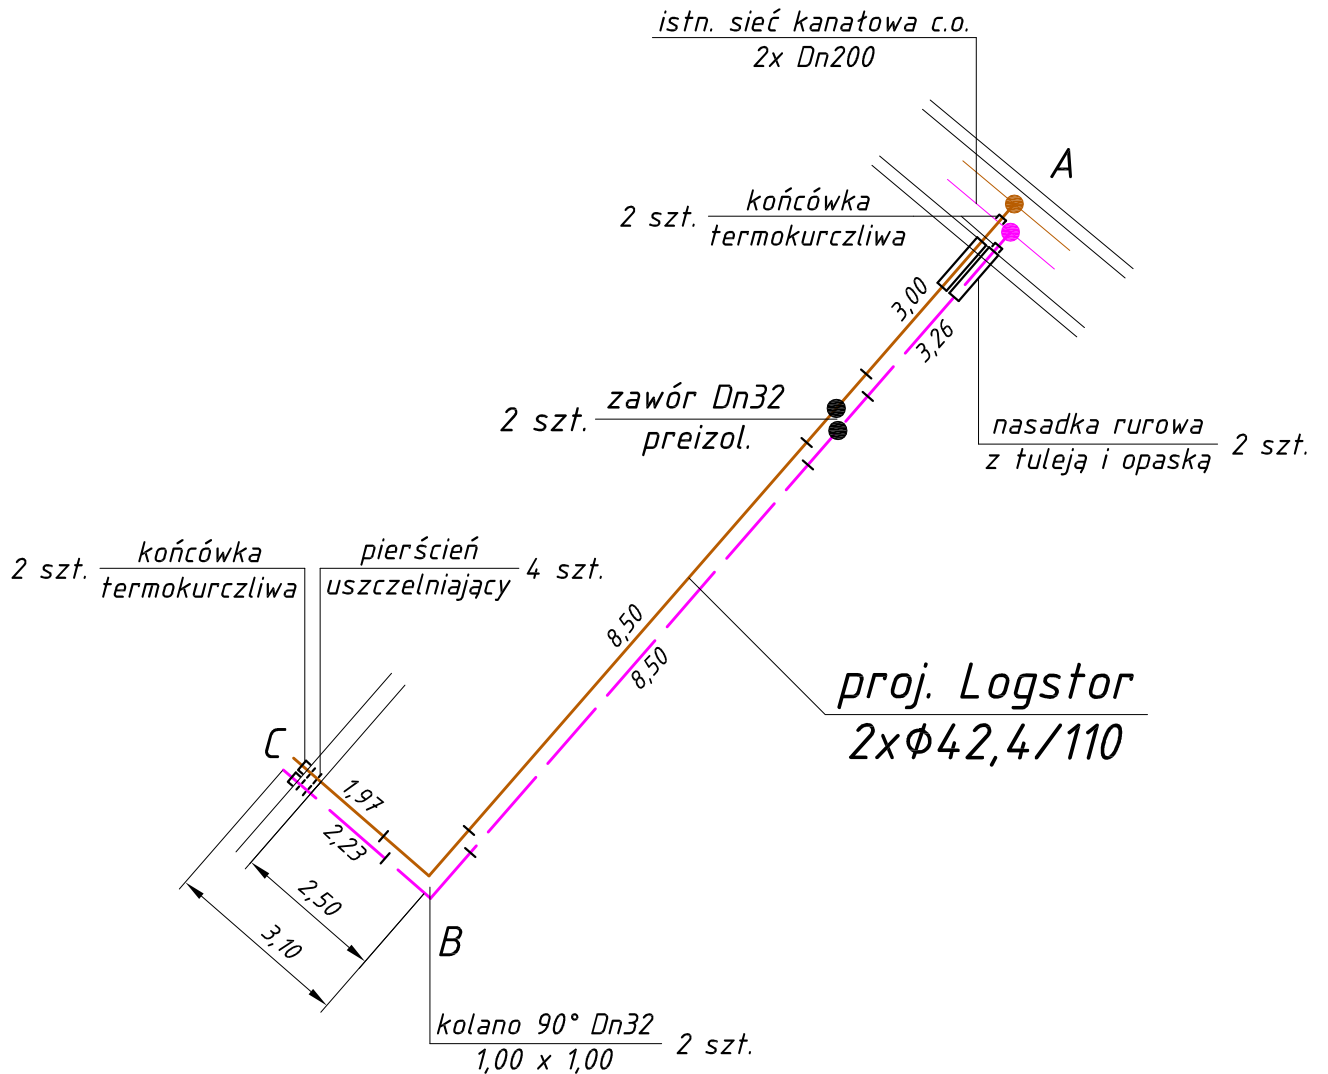 istn. sieć kanałowa c.o.
2x Dn200
A
2 szt.
końcówka
termokurczliwa
3,00
3,26
2 szt.
zawór Dn32
preizol.
nasadka rurowa
z tuleją i opaską
2 szt.
2 szt.
końcówka
termokurczliwa
pierścień
uszczelniający
4 szt.
8,50
8,50
proj. Logstor
2xΦ42,4/110
C
1,97
2,23
2,50
3,10
B
kolano 90° Dn32
1,00 x 1,00
2 szt.